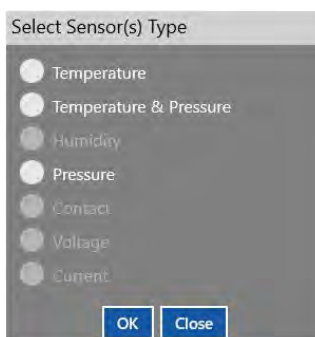 Select Sensor(s) Type
Temperature
Temperature & Pressure
Humidity
Pressure
Contact
Voltage
Current
OK Close